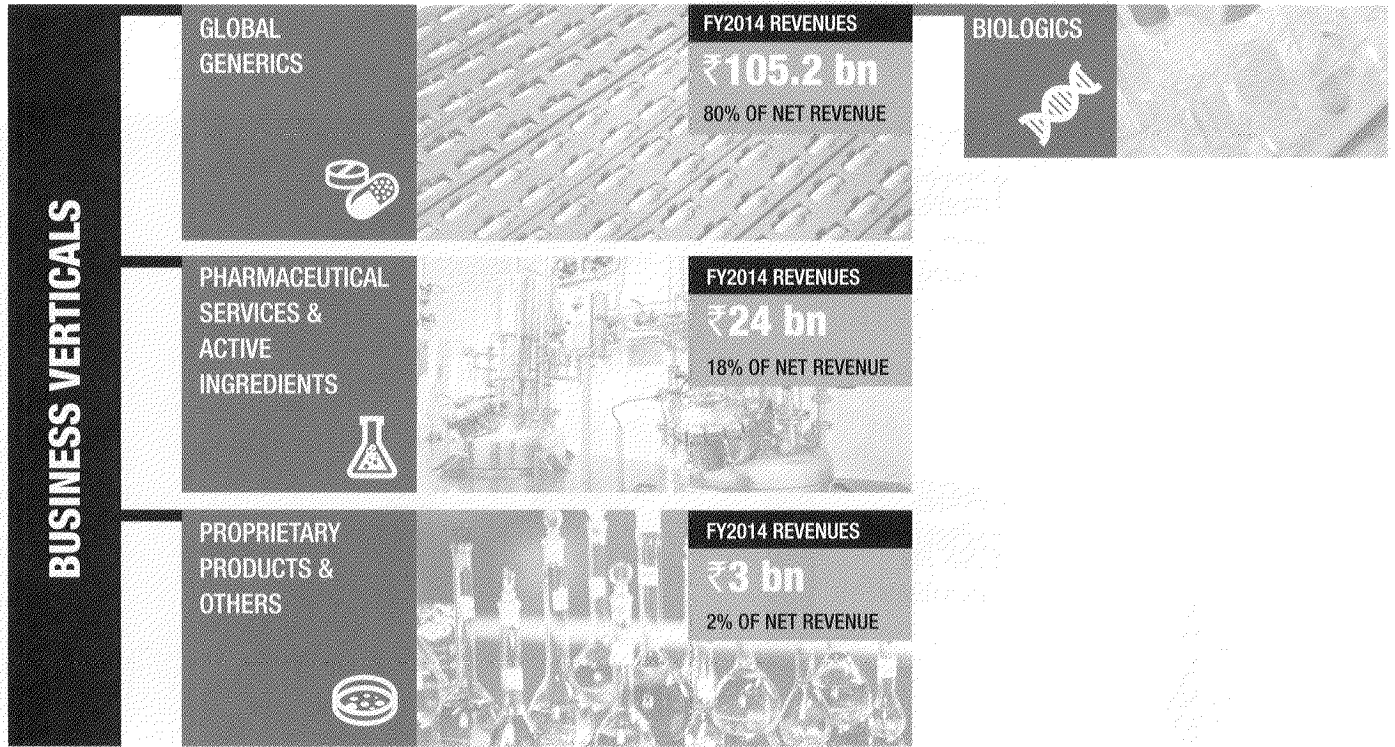 BUSINESS VERTICALS
GLOBAL
GENERICS
FY2014 REVENUES
₹105.2 bn
80% OF NET REVENUE
BIOLOGICS
PHARMACEUTICAL
SERVICES &
ACTIVE
INGREDIENTS
FY2014 REVENUES
₹24 bn
18% OF NET REVENUE
PROPRIETARY
PRODUCTS &
OTHERS
FY2014 REVENUES
₹3 bn
2% OF NET REVENUE